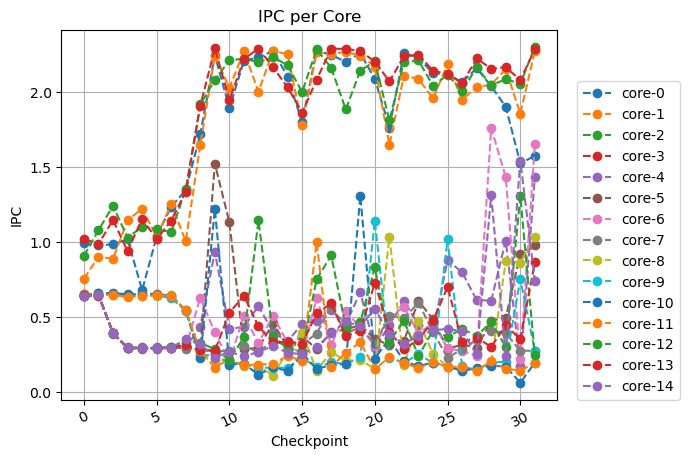 IPC per Core
IPC
2.0
1.5
1.0
0.5
0.0
0
5
10
15
20
25
30
Checkpoint
core-0
core-1
core-2
core-3
core-4
core-5
core-6
core-7
core-8
core-9
core-10
core-11
core-12
core-13
core-14